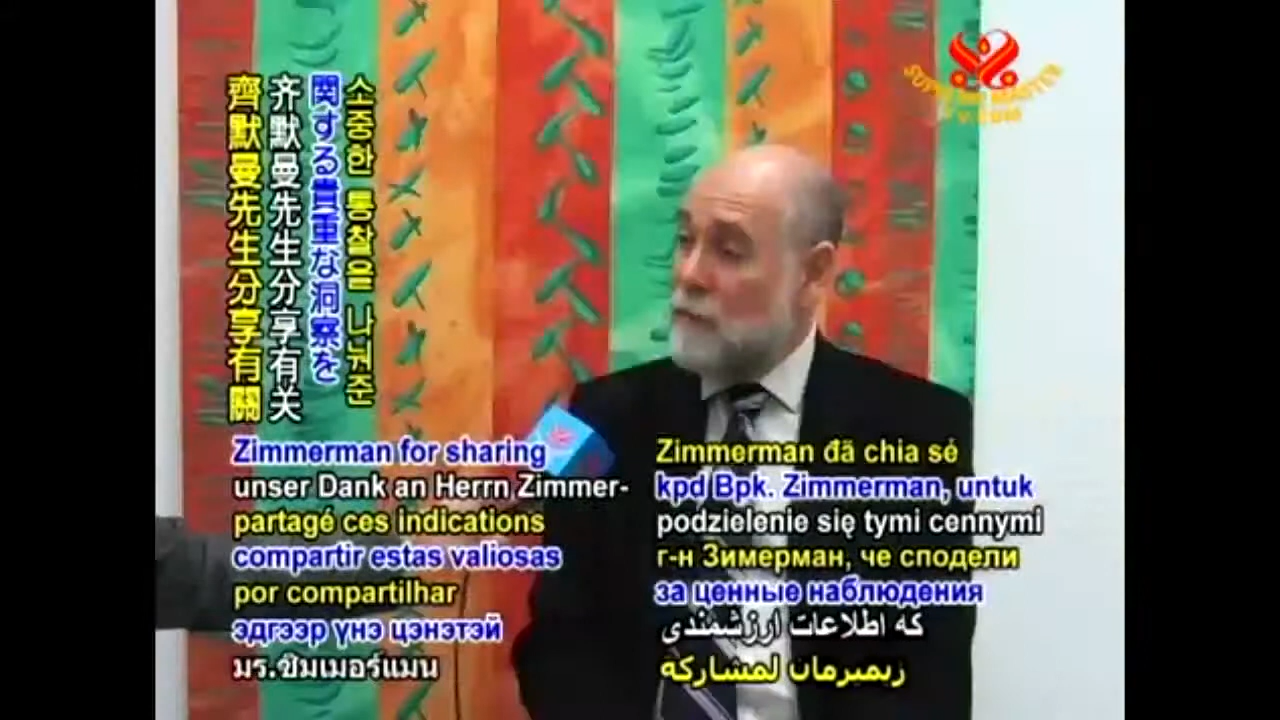 SUPREME MASTER
TV.COM
소중한 통찰을 나눠준
関する貴重な洞察を
齐默曼先生分享有关
齊默曼先生分享有關
Zimmerman for sharing
unser Dank an Herrn Zimmer-
partagé ces indications
compartir estas valiosas
por compartilhar
эдгээр үнэ цэнэтэй
มร.ซิมเมอร์แมน
Zimmerman đã chia sẻ
kpd Bpk. Zimmerman, untuk
podzielenie się tymi cennymi
г-н Зимерман, че сподели
за ценные наблюдения
که اطلاعات ارزشمندی
زيميرمان لمشاركة